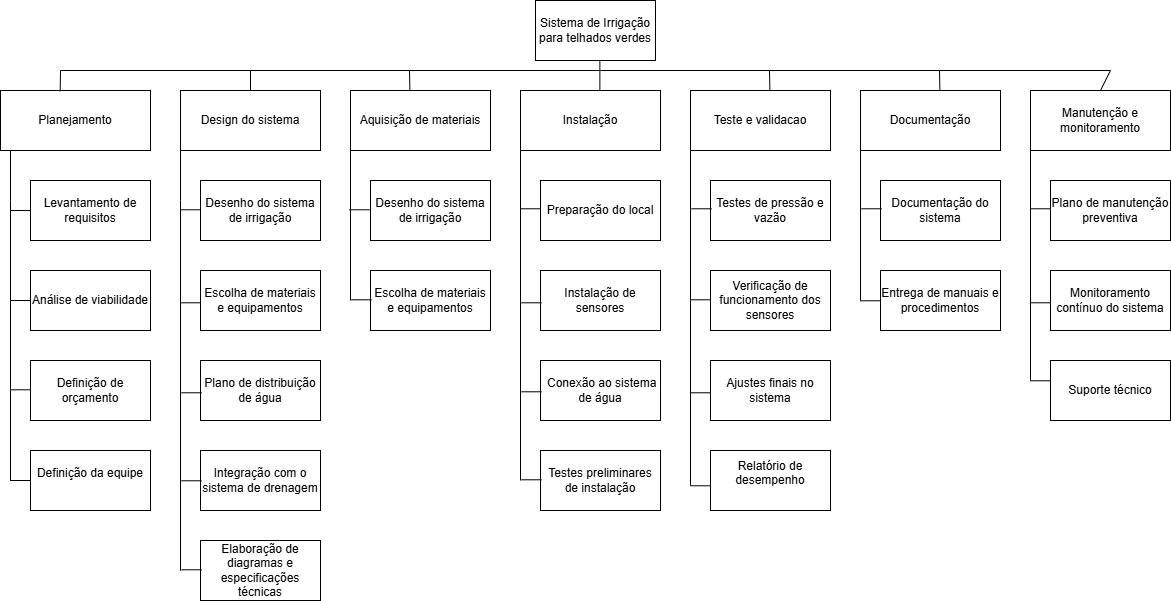 Sistema de Irrigação
para telhados verdes
Planejamento
Design do sistema
Aquisição de materiais
Instalação
Teste e validacao
Documentação
Manutenção e
monitoramento
Levantamento de
requisitos
Desenho do sistema
de irrigação
Desenho do sistema
de irrigação
Preparação do local
Testes de pressão e
vazão
Documentação do
sistema
Plano de manutenção
preventiva
Análise de viabilidade
Escolha de materiais
e equipamentos
Escolha de materiais
e equipamentos
Instalação de
sensores
Verificação de
funcionamento dos
sensores
Entrega de manuais e
procedimentos
Monitoramento
contínuo do sistema
Definição de
orçamento
Plano de distribuição
de água
Conexão ao sistema
de água
Ajustes finais no
sistema
Suporte técnico
Definição da equipe
Integração com o
sistema de drenagem
Testes preliminares
de instalação
Relatório de
desempenho
Elaboração de
diagramas e
especificações
técnicas